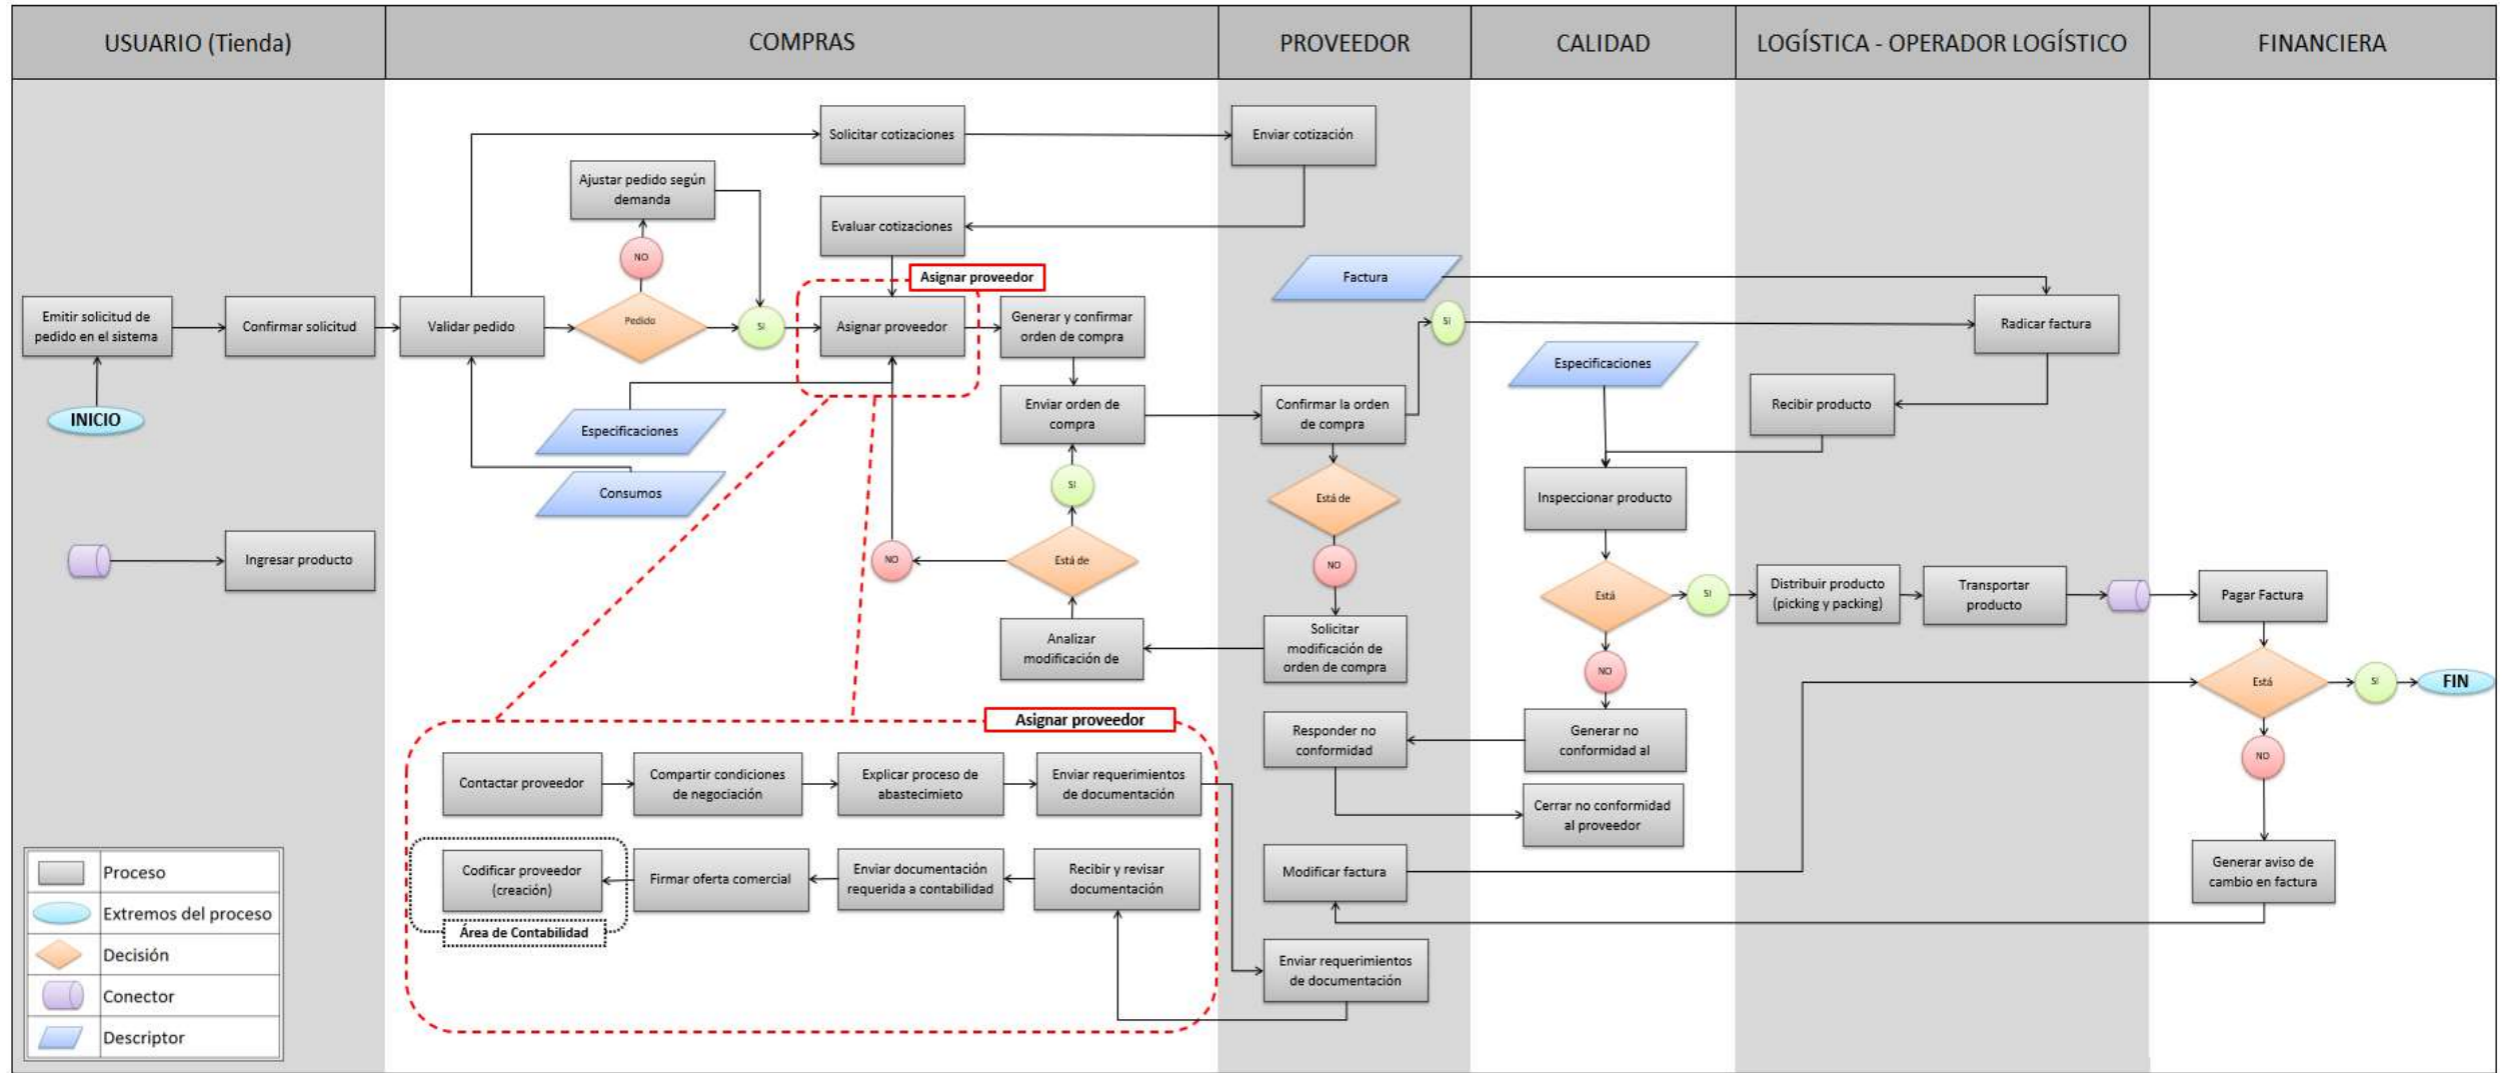 USUARIO (Tienda)
COMPRAS
PROVEEDOR
CALIDAD
LOGÍSTICA - OPERADOR LOGÍSTICO
FINANCIERA
Solicitar cotizaciones
Enviar cotización
Ajustar pedido según
demanda
Evaluar cotizaciones
NO
Asignar proveedor
Factura
Emitir solicitud de
pedido en el sistema
Confirmar solicitud
Validar pedido
Pedido
SI
Asignar proveedor
Generar y confirmar
orden de compra
SI
Radicar factura
INICIO
Especificaciones
Consumos
Enviar orden de
compra
Confirmar la orden
de compra
Especificaciones
Recibir producto
SI
Está de
Inspeccionar producto
Ingresar producto
NO
Está de
NO
Está
SI
Distribuir producto
(picking y packing)
Transportar
producto
Pagar Factura
Analizar
modificación de
Solicitar
modificación de
orden de compra
NO
Está
SI
FIN
Asignar proveedor
Responder no
conformidad
Generar no
conformidad al
NO
Contactar proveedor
Compartir condiciones
de negociación
Explicar proceso de
abastecimieto
Enviar requerimientos
de documentación
Cerrar no conformidad
al proveedor
Codificar proveedor
(creación)
Firmar oferta comercial
Enviar documentación
requerida a contabilidad
Recibir y revisar
documentación
Modificar factura
Generar aviso de
cambio en factura
Área de Contabilidad
Enviar requerimientos
de documentación
Proceso
Extremos del proceso
Decisión
Conector
Descriptor